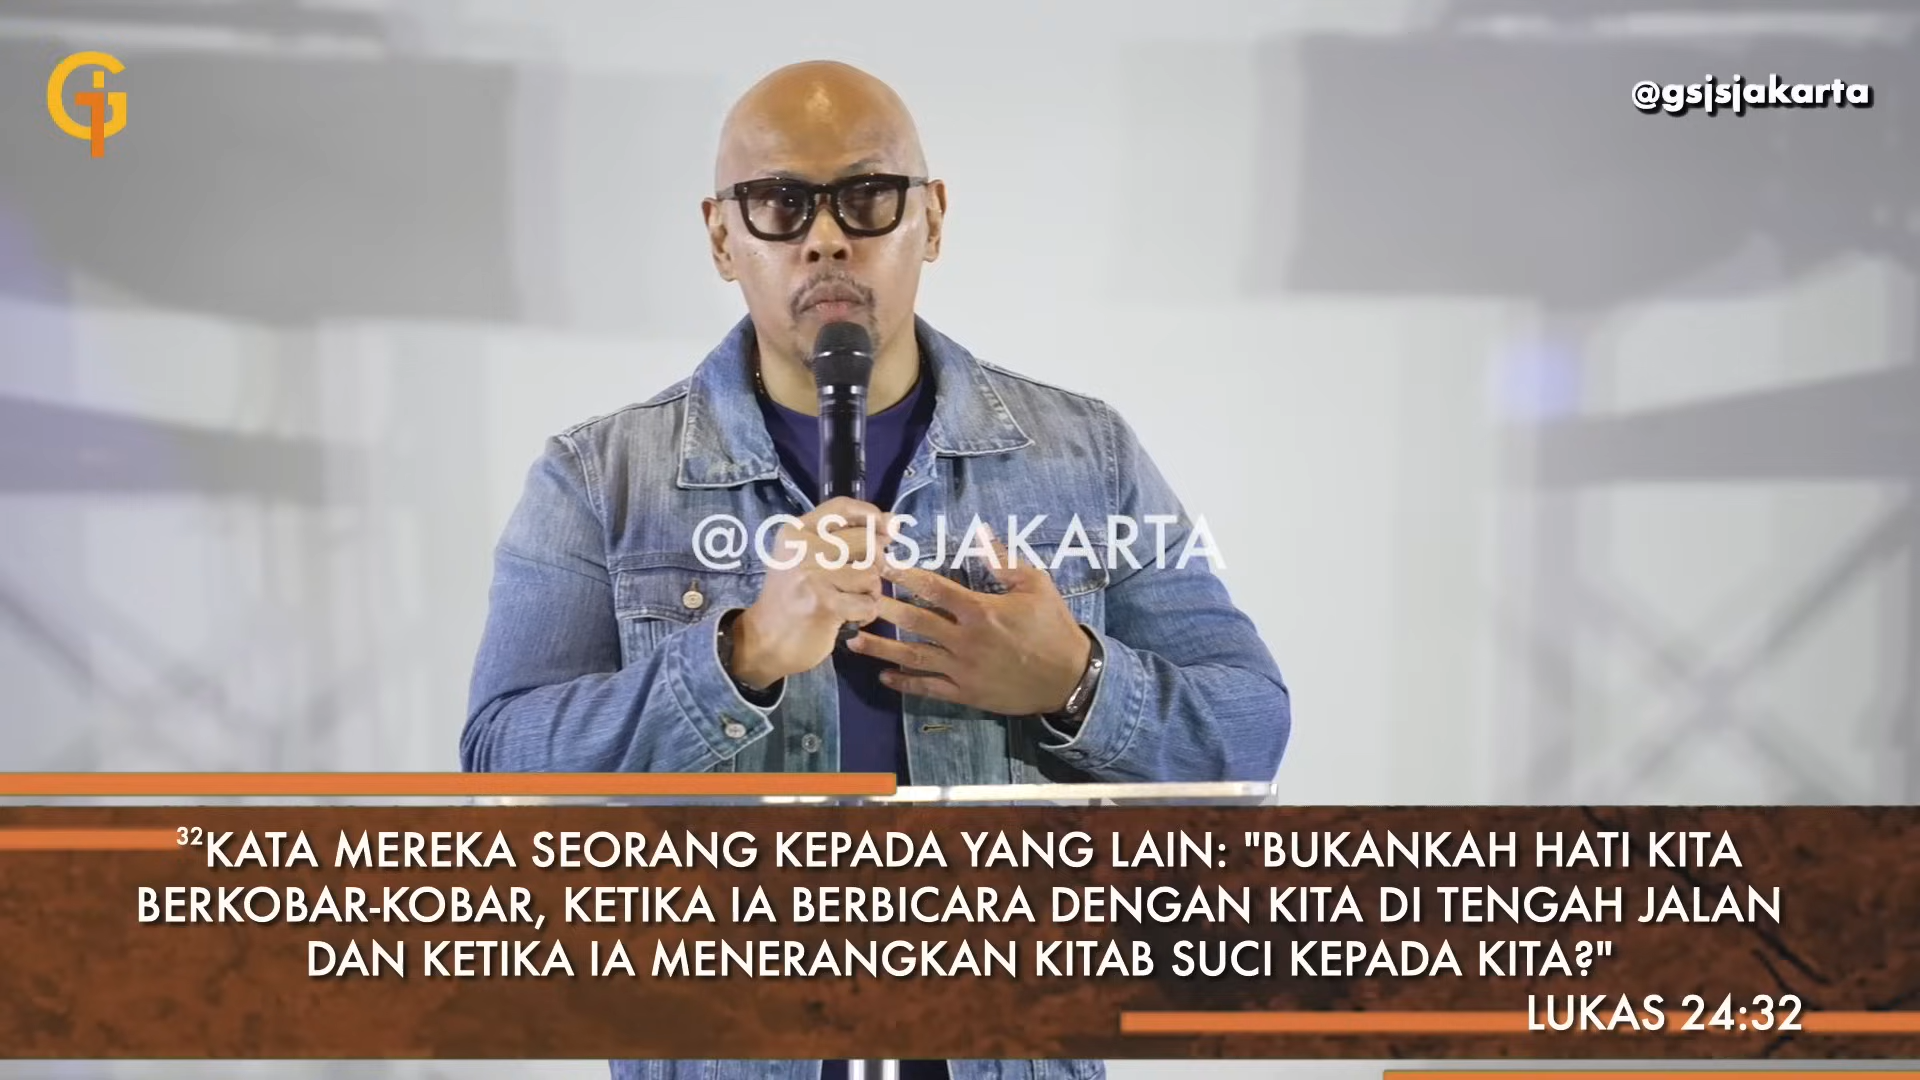 @gsjsjakarta
@GSJSJAKARTA
³²KATA MEREKA SEORANG KEPADA YANG LAIN: "BUKANKAH HATI KITA
BERKOBAR-KOBAR, KETIKA IA BERBICARA DENGAN KITA DI TENGAH JALAN
DAN KETIKA IA MENERANGKAN KITAB SUCI KEPADA KITA?"
LUKAS 24:32